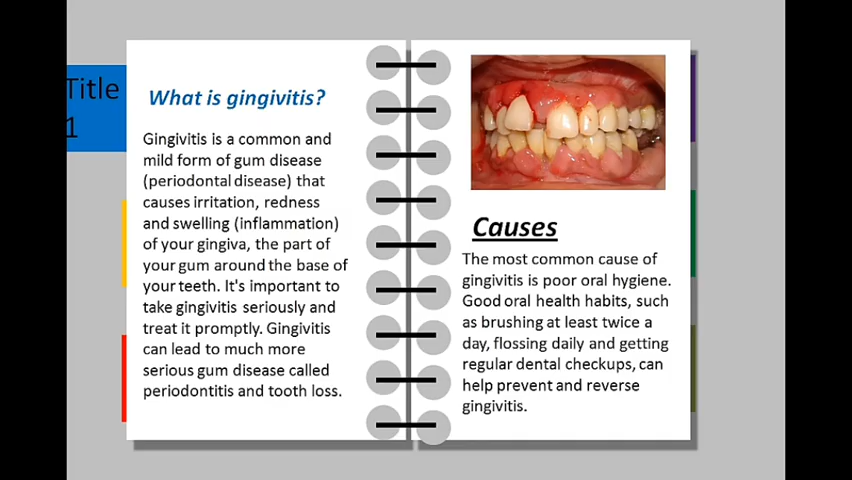 Title
1
What is gingivitis?
Gingivitis is a common and
mild form of gum disease
(periodontal disease) that
causes irritation, redness
and swelling (inflammation)
of your gingiva, the part of
your gum around the base of
your teeth. It's important to
take gingivitis seriously and
treat it promptly. Gingivitis
can lead to much more
serious gum disease called
periodontitis and tooth loss.
Causes
The most common cause of
gingivitis is poor oral hygiene.
Good oral health habits, such
as brushing at least twice a
day, flossing daily and getting
regular dental checkups, can
help prevent and reverse
gingivitis.